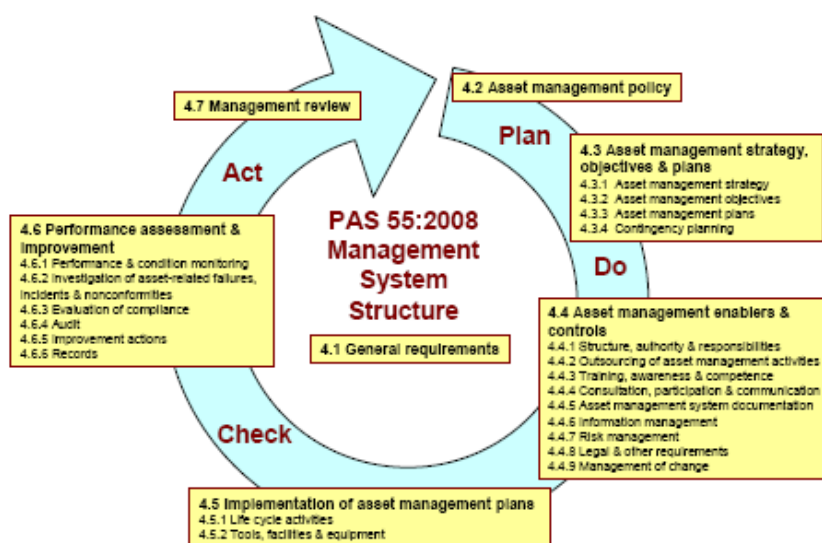 4.7 Management review
4.2 Asset management policy
Plan
Act
4.3 Asset management strategy,
objectives & plans
4.3.1 Asset management strategy
4.3.2 Asset management objectives
4.3.3 Asset management plans
4.3.4 Contingency planning
PAS 55:2008
Management
System
Structure
4.1 General requirements
4.6 Performance assessment &
improvement
4.6.1 Performance & condition monitoring
4.6.2 Investigation of asset-related failures,
incidents & nonconformities
4.6.3 Evaluation of compliance
4.6.4 Audit
4.6.5 Improvement actions
4.6.6 Records
Do
4.4 Asset management enablers &
controls
4.4.1 Structure, authority & responsibilities
4.4.2 Outsourcing of asset management activities
4.4.3 Training, awareness & competence
4.4.4 Consultation, participation & communication
4.4.5 Asset management system documentation
4.4.6 Information management
4.4.7 Risk management
4.4.8 Legal & other requirements
4.4.9 Management of change
Check
4.5 Implementation of asset management plans
4.5.1 Life cycle activities
4.5.2 Tools, facilities & equipment